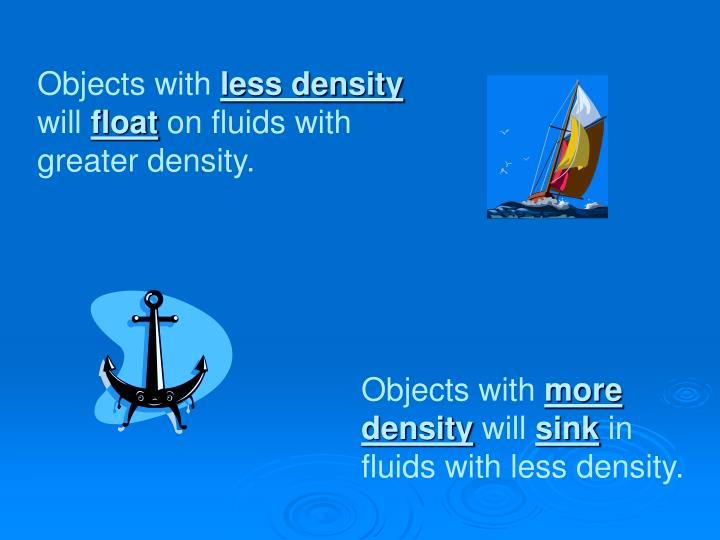 Objects with less density
will float on fluids with
greater density.
Objects with more
density will sink in
fluids with less density.